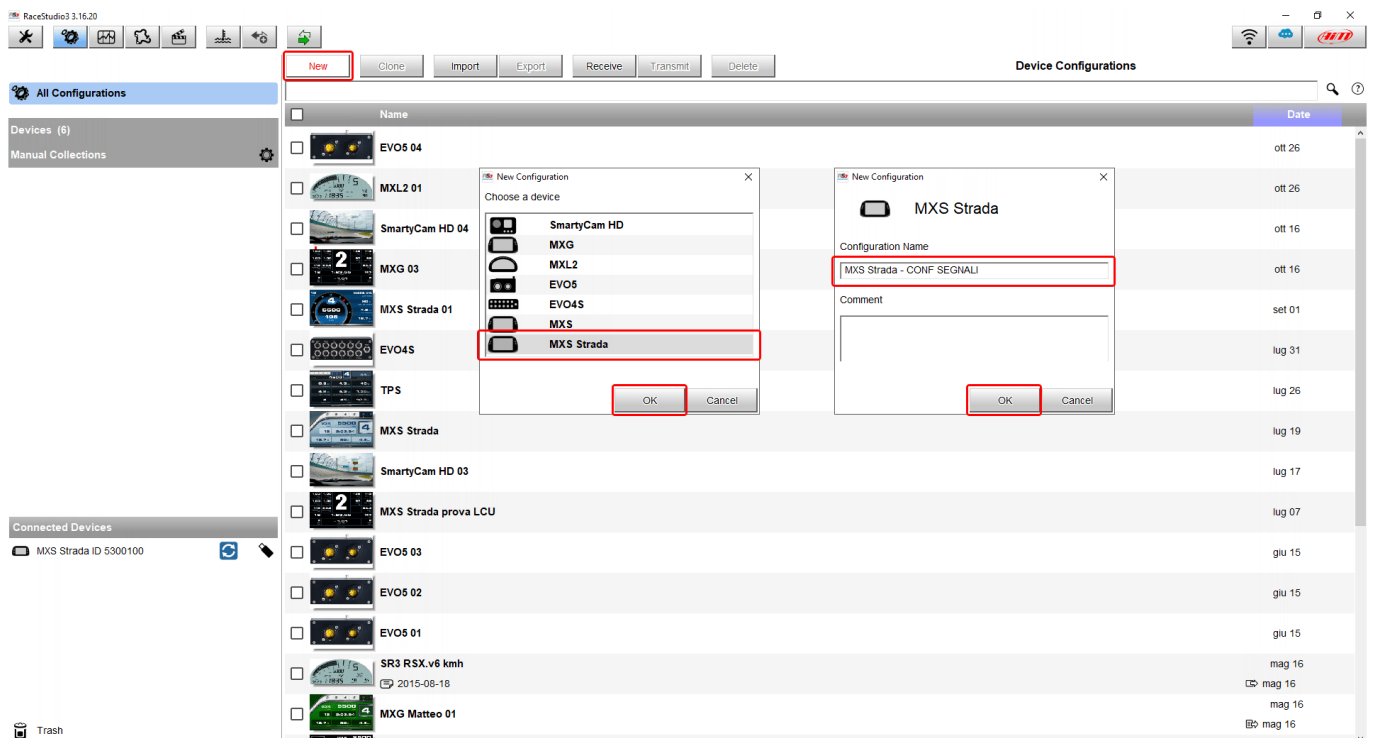 RaceStudio3 3.16.20
AiM
New Clone Import Export Receive Transmit Delete Device Configurations
All Configurations
Devices (6)
Manual Collections
Name Date
EVO5 04 ott 26
MXL2 01 ott 26
SmartyCam HD 04 ott 16
MXG 03 ott 16
MXS Strada 01 set 01
EVO4S lug 31
TPS lug 26
MXS Strada lug 19
SmartyCam HD 03 lug 17
MXS Strada prova LCU lug 07
EVO5 03 giu 15
EVO5 02 giu 15
EVO5 01 giu 15
SR3 RSX.v6 kmh mag 16
2015-08-18 mag 16
MXG Matteo 01 mag 16
mag 16
New Configuration
Choose a device
SmartyCam HD
MXG
MXL2
EVO5
EVO4S
MXS
MXS Strada
OK Cancel
New Configuration
MXS Strada
Configuration Name
MXS Strada - CONF SEGNALI
Comment
OK Cancel
Connected Devices
MXS Strada ID 5300100
Trash